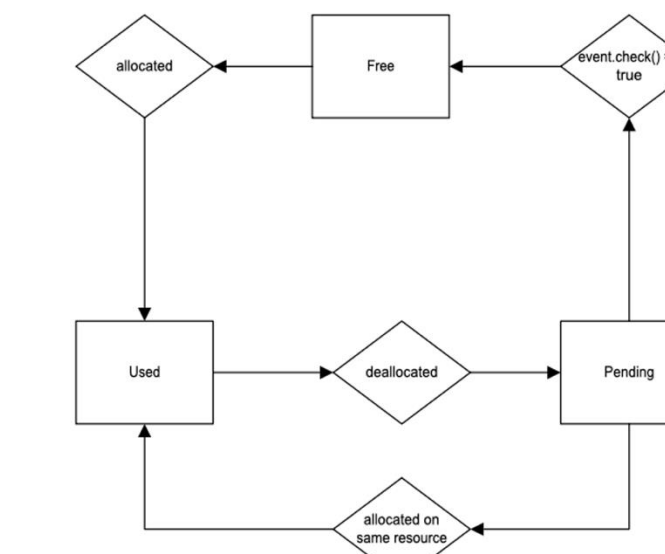 allocated
Free
event.check() =
true
Used
deallocated
Pending
allocated on
same resource